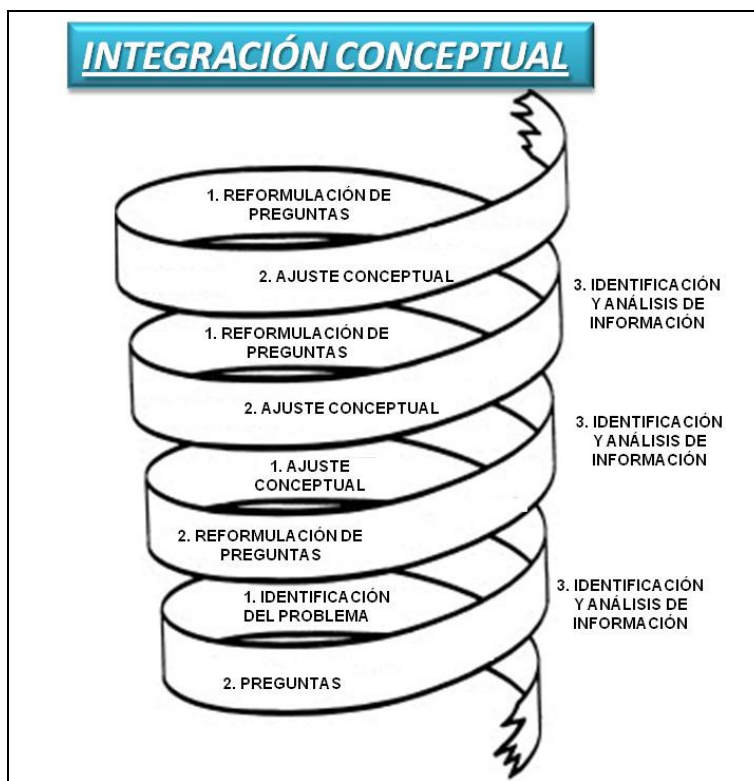 INTEGRACIÓN CONCEPTUAL
1. REFORMULACIÓN DE
PREGUNTAS
2. AJUSTE CONCEPTUAL
3. IDENTIFICACIÓN
Y ANÁLISIS DE
INFORMACIÓN
1. REFORMULACIÓN DE
PREGUNTAS
2. AJUSTE CONCEPTUAL
3. IDENTIFICACIÓN
Y ANÁLISIS DE
INFORMACIÓN
1. AJUSTE
CONCEPTUAL
2. REFORMULACIÓN DE
PREGUNTAS
1. IDENTIFICACIÓN
DEL PROBLEMA
3. IDENTIFICACIÓN
Y ANÁLISIS DE
INFORMACIÓN
2. PREGUNTAS